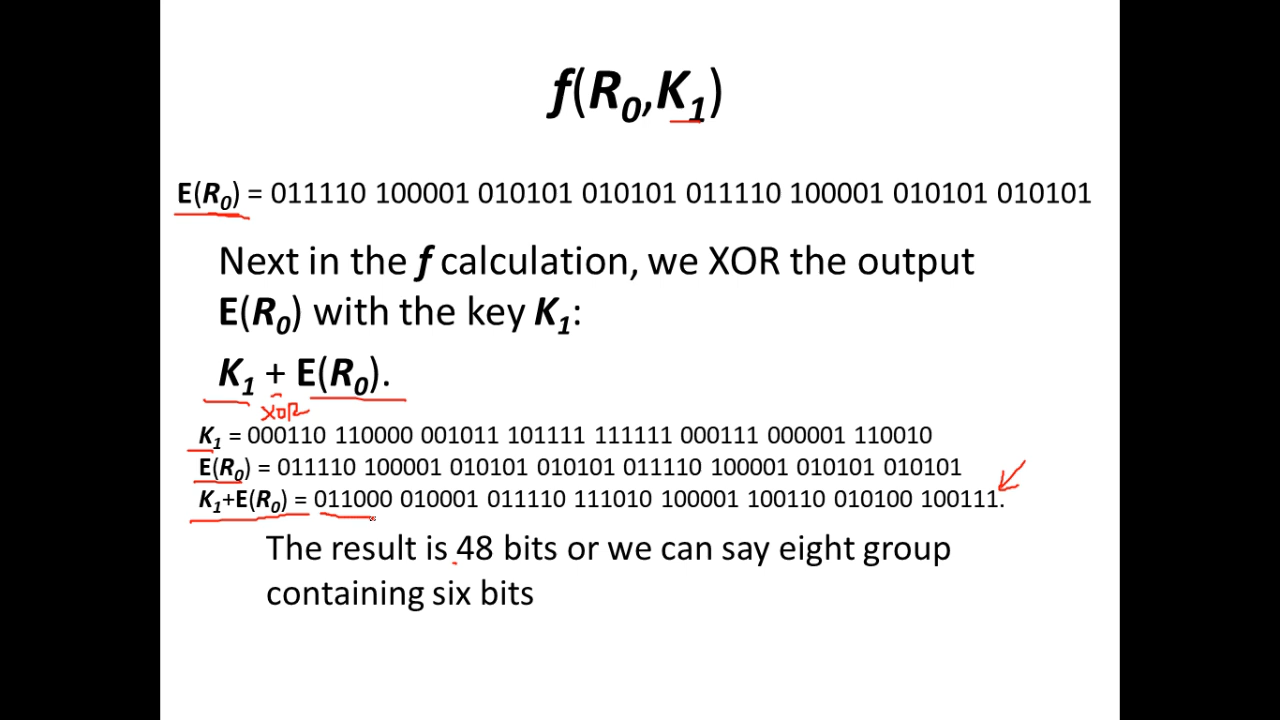 f(R0,K1)
E(R0) = 011110 100001 010101 010101 011110 100001 010101 010101
Next in the f calculation, we XOR the output
E(R0) with the key K1:
K1 + E(R0).
XOR
K1 = 000110 110000 001011 101111 111111 000111 000001 110010
E(R0) = 011110 100001 010101 010101 011110 100001 010101 010101
K1+E(R0) = 011000 010001 011110 111010 100001 100110 010100 100111.
The result is 48 bits or we can say eight group
containing six bits